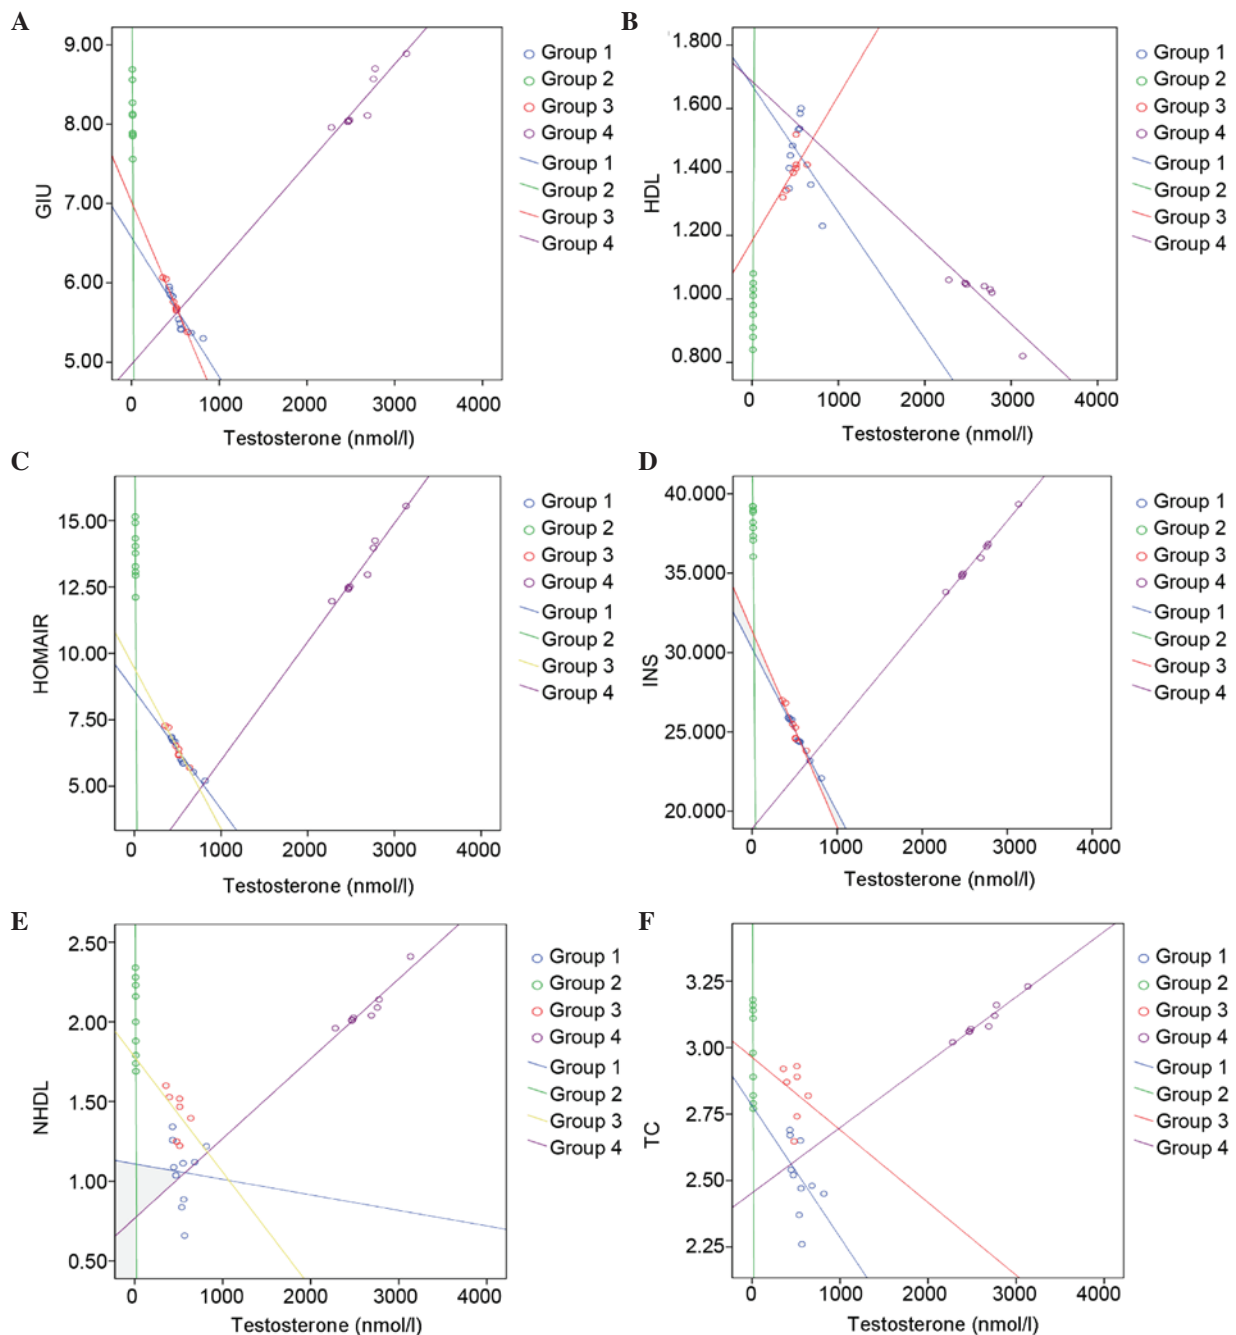 A
9.00
8.00
7.00
6.00
5.00
GIU
0 1000 2000 3000 4000
Testosterone (nmol/l)
Group 1
Group 2
Group 3
Group 4
Group 1
Group 2
Group 3
Group 4
B
1.800
1.600
1.400
1.200
1.000
0.800
HDL
0 1000 2000 3000 4000
Testosterone (nmol/l)
Group 1
Group 2
Group 3
Group 4
Group 1
Group 2
Group 3
Group 4
C
15.00
12.50
10.00
7.50
5.00
HOMAIR
0 1000 2000 3000 4000
Testosterone (nmol/l)
Group 1
Group 2
Group 3
Group 4
Group 1
Group 2
Group 3
Group 4
D
40.000
35.000
30.000
25.000
20.000
INS
0 1000 2000 3000 4000
Testosterone (nmol/l)
Group 1
Group 2
Group 3
Group 4
Group 1
Group 2
Group 3
Group 4
E
2.50
2.00
1.50
1.00
0.50
NHDL
0 1000 2000 3000 4000
Testosterone (nmol/l)
Group 1
Group 2
Group 3
Group 4
Group 1
Group 2
Group 3
Group 4
F
3.25
3.00
2.75
2.50
2.25
TC
0 1000 2000 3000 4000
Testosterone (nmol/l)
Group 1
Group 2
Group 3
Group 4
Group 1
Group 2
Group 3
Group 4